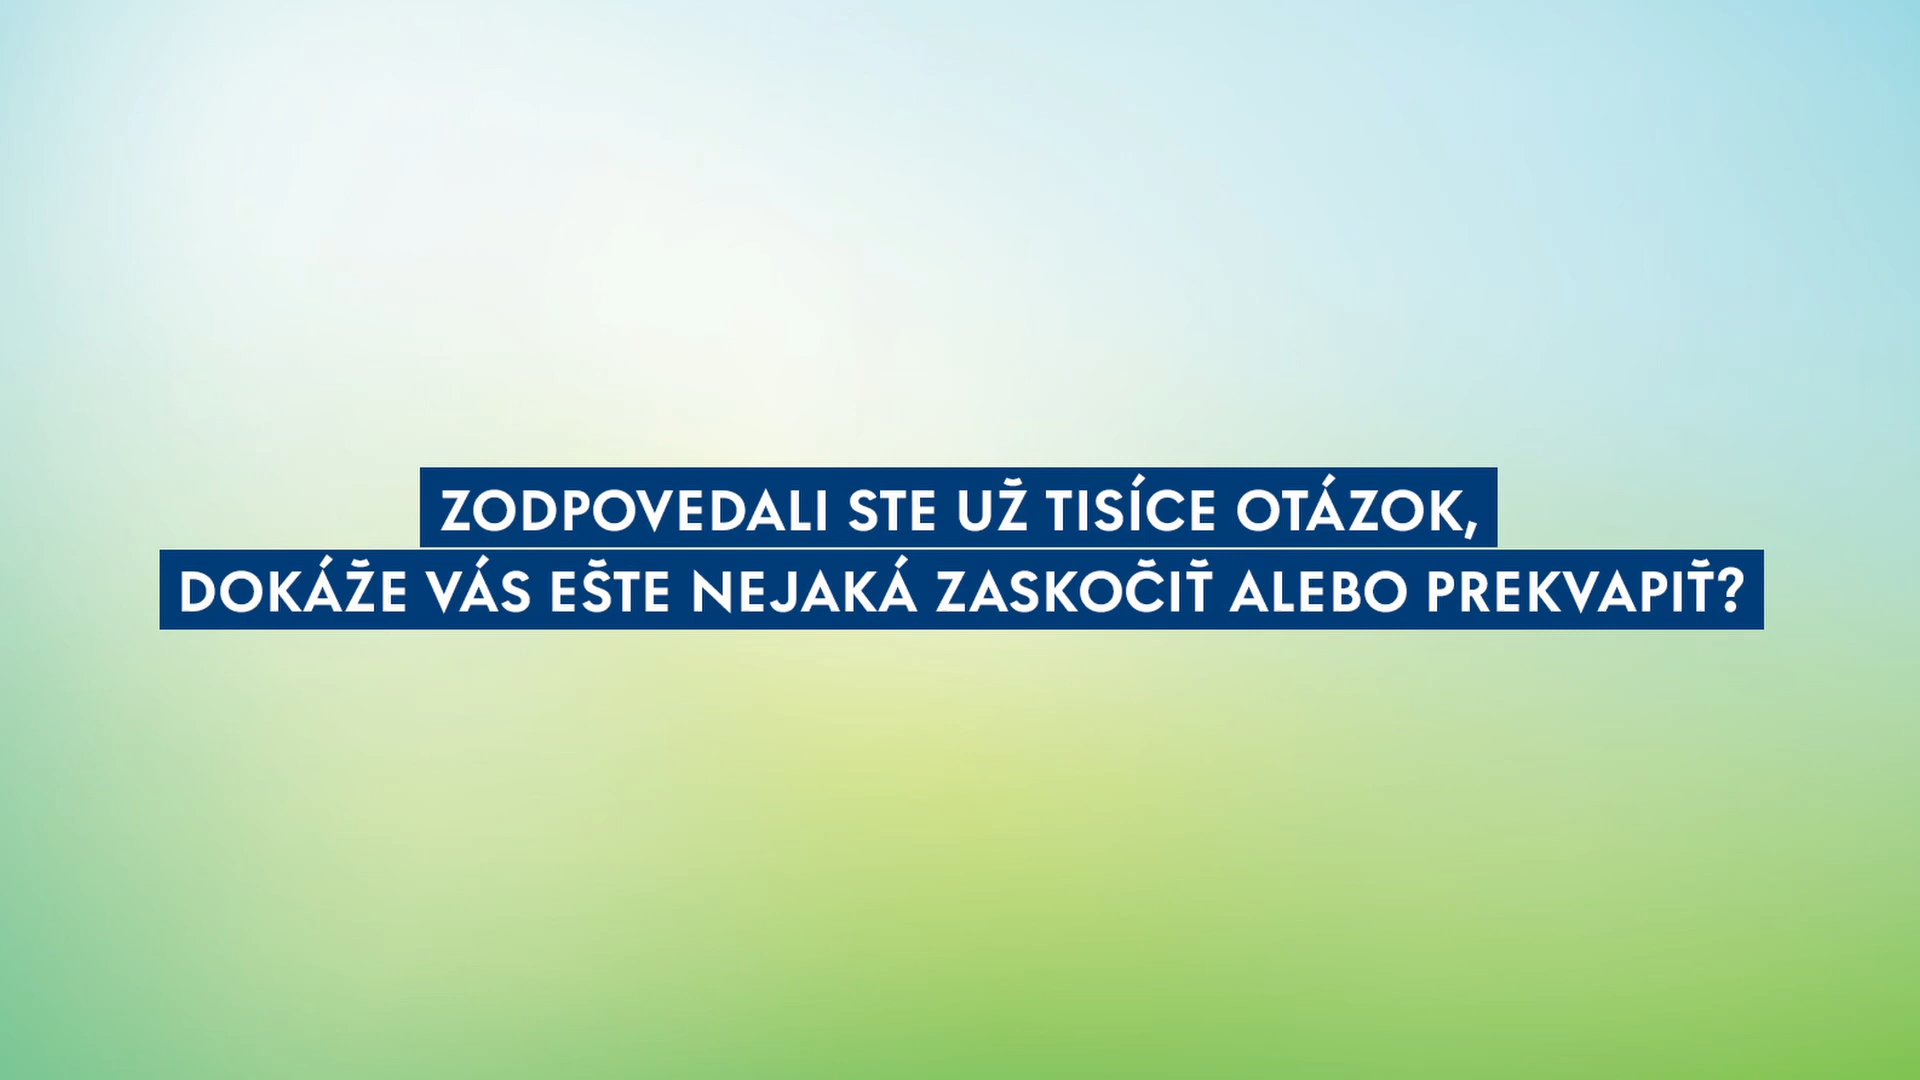 ZODPOVEDALI STE UŽ TISÍCE OTÁZOK,
DOKÁŽE VÁS EŠTE NEJAKÁ ZASKOČIŤ ALEBO PREKVAPIŤ?